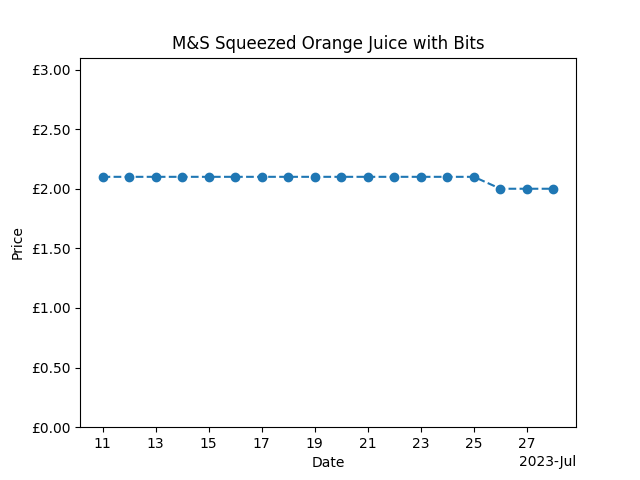 M&S Squeezed Orange Juice with Bits
£3.00
£2.50
£2.00
£1.50
£1.00
£0.50
£0.00
Price
11 13 15 17 19 21 23 25 27
Date
2023-Jul